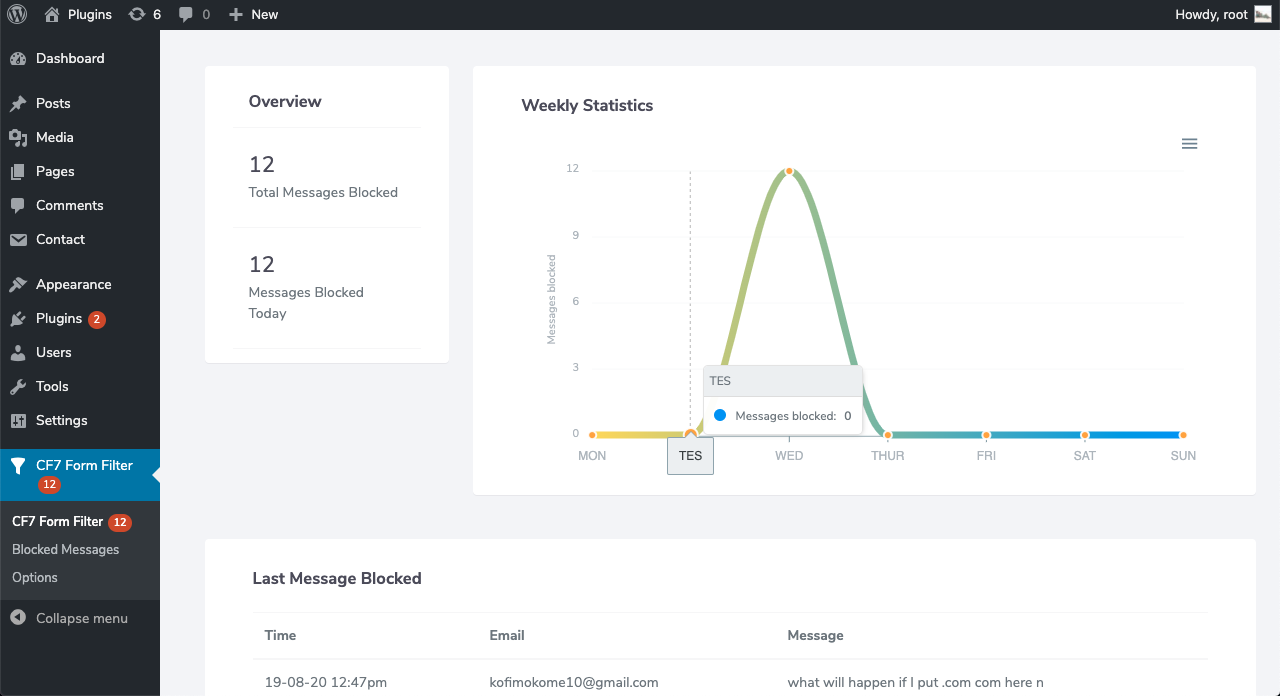 Plugins 6 0 New Howdy, root
Dashboard
Posts
Media
Pages
Comments
Contact
Appearance
Plugins 2
Users
Tools
Settings
CF7 Form Filter
12
CF7 Form Filter 12
Blocked Messages
Options
Collapse menu
Overview
12
Total Messages Blocked
12
Messages Blocked
Today
Weekly Statistics
12
9
6
3
0
Messages blocked
TES
Messages blocked: 0
MON TES WED THUR FRI SAT SUN
Last Message Blocked
Time Email Message
19-08-20 12:47pm kofimokome10@gmail.com what will happen if I put .com com here n